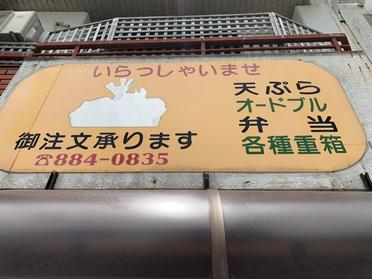 いらっしゃいませ
天ぷら
オードブル
弁当
各種重箱
御注文承ります
☎884-0835